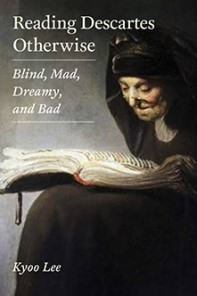 Reading Descartes
Otherwise
Blind, Mad,
Dreamy,
and Bad
Kyoo Lee